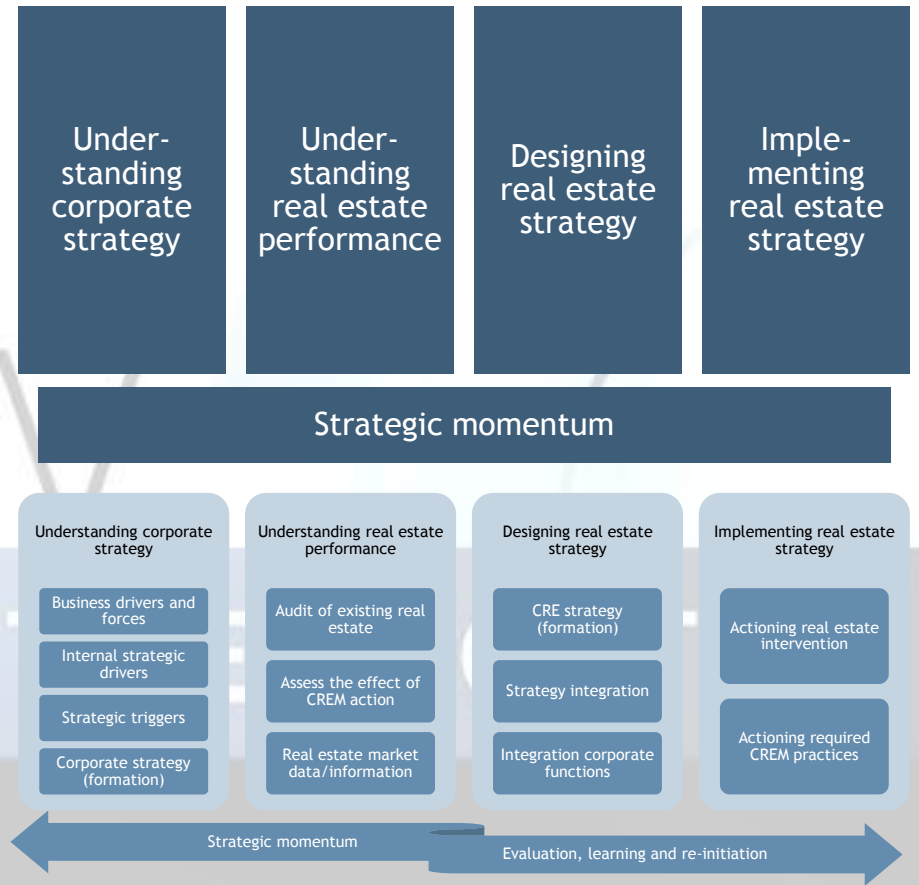 Under-
standing
corporate
strategy
Under-
standing
real estate
performance
Designing
real estate
strategy
Imple-
menting
real estate
strategy
Strategic momentum
Understanding corporate
strategy
Business drivers and
forces
Internal strategic
drivers
Strategic triggers
Corporate strategy
(formation)
Understanding real estate
performance
Audit of existing real
estate
Assess the effect of
CREM action
Real estate market
data/information
Designing real estate
strategy
CRE strategy
(formation)
Strategy integration
Integration corporate
functions
Implementing real estate
strategy
Actioning real estate
intervention
Actioning required
CREM practices
Strategic momentum
Evaluation, learning and re-initiation